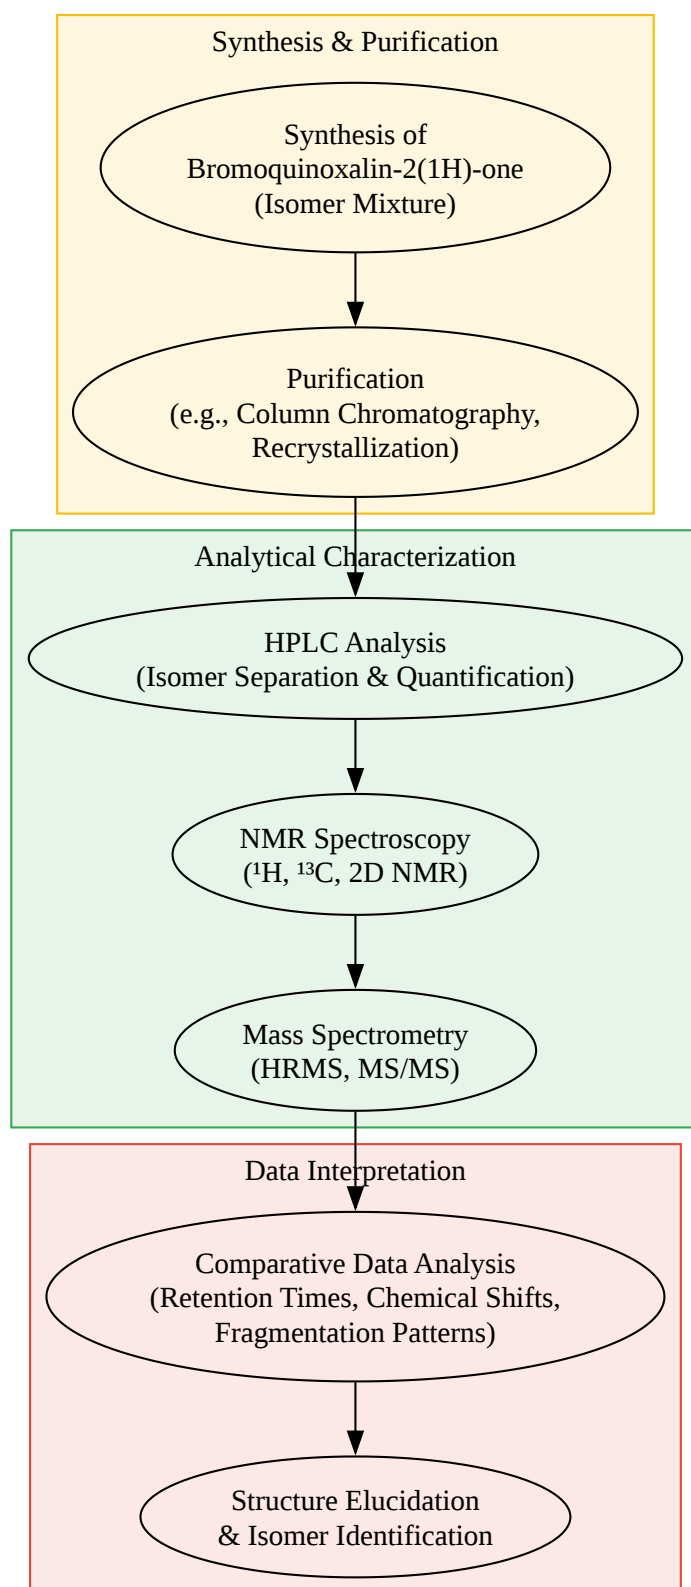 Synthesis & Purification
Synthesis of
Bromoquinoxalin-2(1H)-one
(Isomer Mixture)
Purification
(e.g., Column Chromatography,
Recrystallization)
Analytical Characterization
HPLC Analysis
(Isomer Separation & Quantification)
NMR Spectroscopy
(¹H, ¹³C, 2D NMR)
Mass Spectrometry
(HRMS, MS/MS)
Data Interpretation
Comparative Data Analysis
(Retention Times, Chemical Shifts,
Fragmentation Patterns)
Structure Elucidation
& Isomer Identification